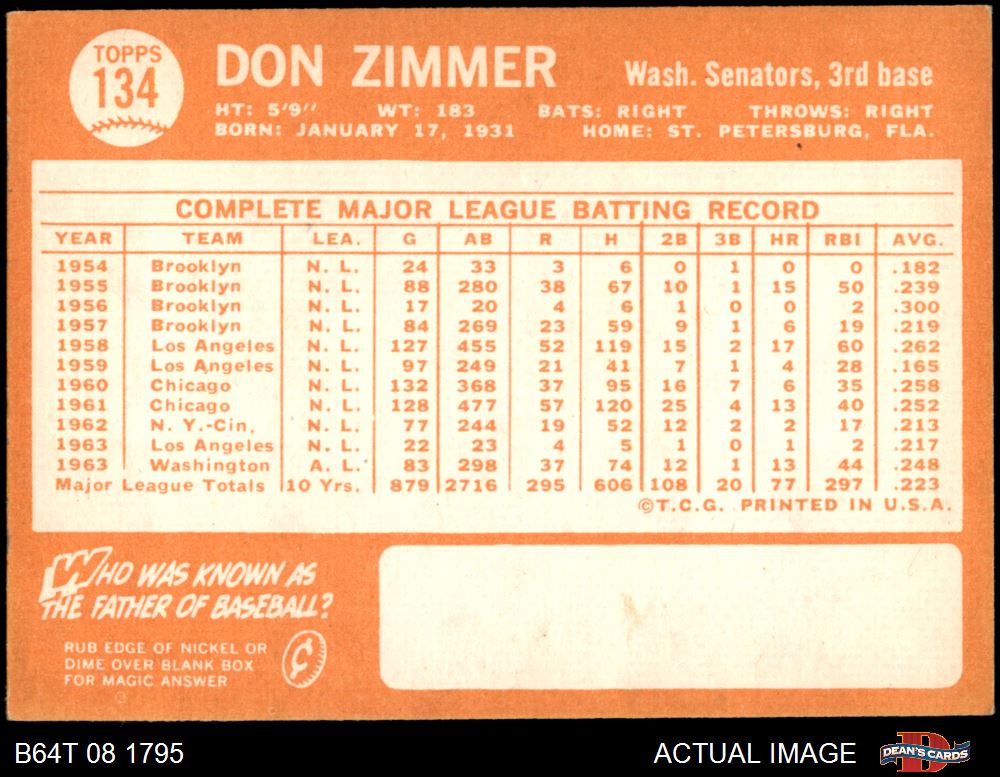 TOPPS
134
DON ZIMMER
Wash. Senators, 3rd base
HT: 5'9" WT: 183 BATS: RIGHT THROWS: RIGHT
BORN: JANUARY 17, 1931 HOME: ST. PETERSBURG, FLA.
COMPLETE MAJOR LEAGUE BATTING RECORD
YEAR TEAM LEA. G AB R H 2B 3B HR RBI AVG.
1954 Brooklyn N. L. 24 33 3 6 0 1 0 0 .182
1955 Brooklyn N. L. 88 280 38 67 10 1 15 50 .239
1956 Brooklyn N. L. 17 20 4 6 1 0 0 2 .300
1957 Brooklyn N. L. 84 269 23 59 9 1 6 19 .219
1958 Los Angeles N. L. 127 455 52 119 15 2 17 60 .262
1959 Los Angeles N. L. 97 249 21 41 7 1 4 28 .165
1960 Chicago N. L. 132 368 37 95 16 7 6 35 .258
1961 Chicago N. L. 128 477 57 120 25 4 13 40 .252
1962 N. Y.-Cin. N. L. 77 244 19 52 12 2 2 17 .213
1963 Los Angeles N. L. 22 23 4 5 1 0 1 2 .217
1963 Washington A. L. 83 298 37 74 12 1 13 44 .248
Major League Totals 10 Yrs. 879 2716 295 606 108 20 77 297 .223
©T.C.G. PRINTED IN U.S.A.
WHO WAS KNOWN AS
THE FATHER OF BASEBALL?
RUB EDGE OF NICKEL OR
DIME OVER BLANK BOX
FOR MAGIC ANSWER
¢
B64T 08 1795
ACTUAL IMAGE
D
DEAN'S CARDS